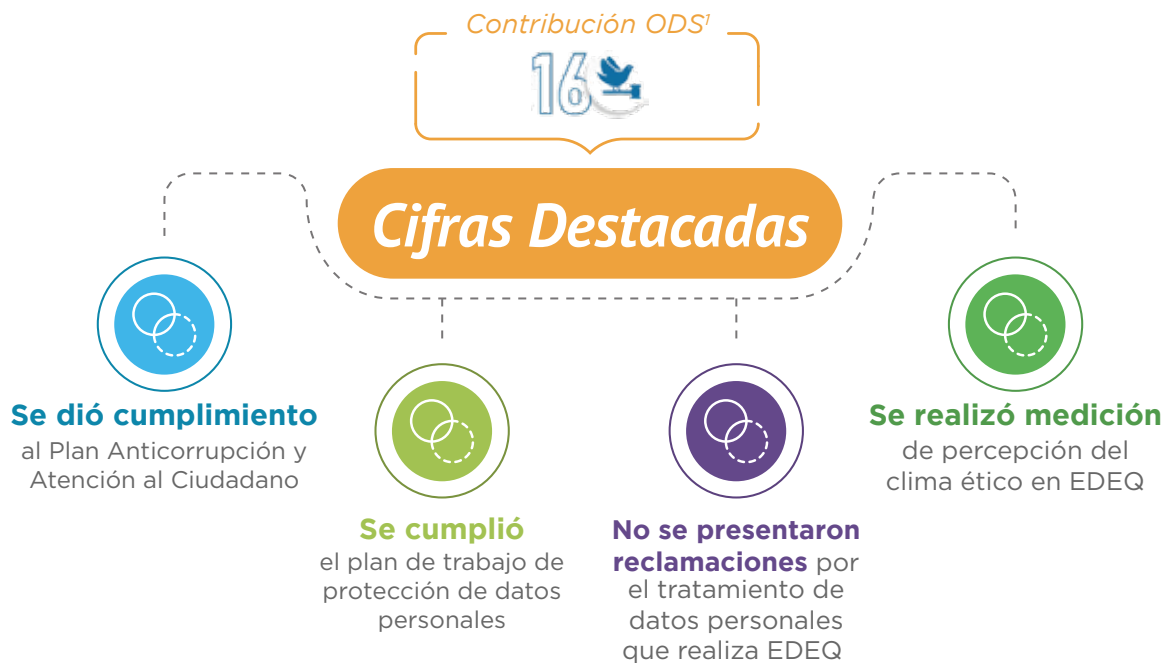 Contribución ODS¹
16
Cifras Destacadas
Se dió cumplimiento
al Plan Anticorrupción y
Atención al Ciudadano
Se cumplió
el plan de trabajo de
protección de datos
personales
No se presentaron
reclamaciones por
el tratamiento de
datos personales
que realiza EDEQ
Se realizó medición
de percepción del
clima ético en EDEQ